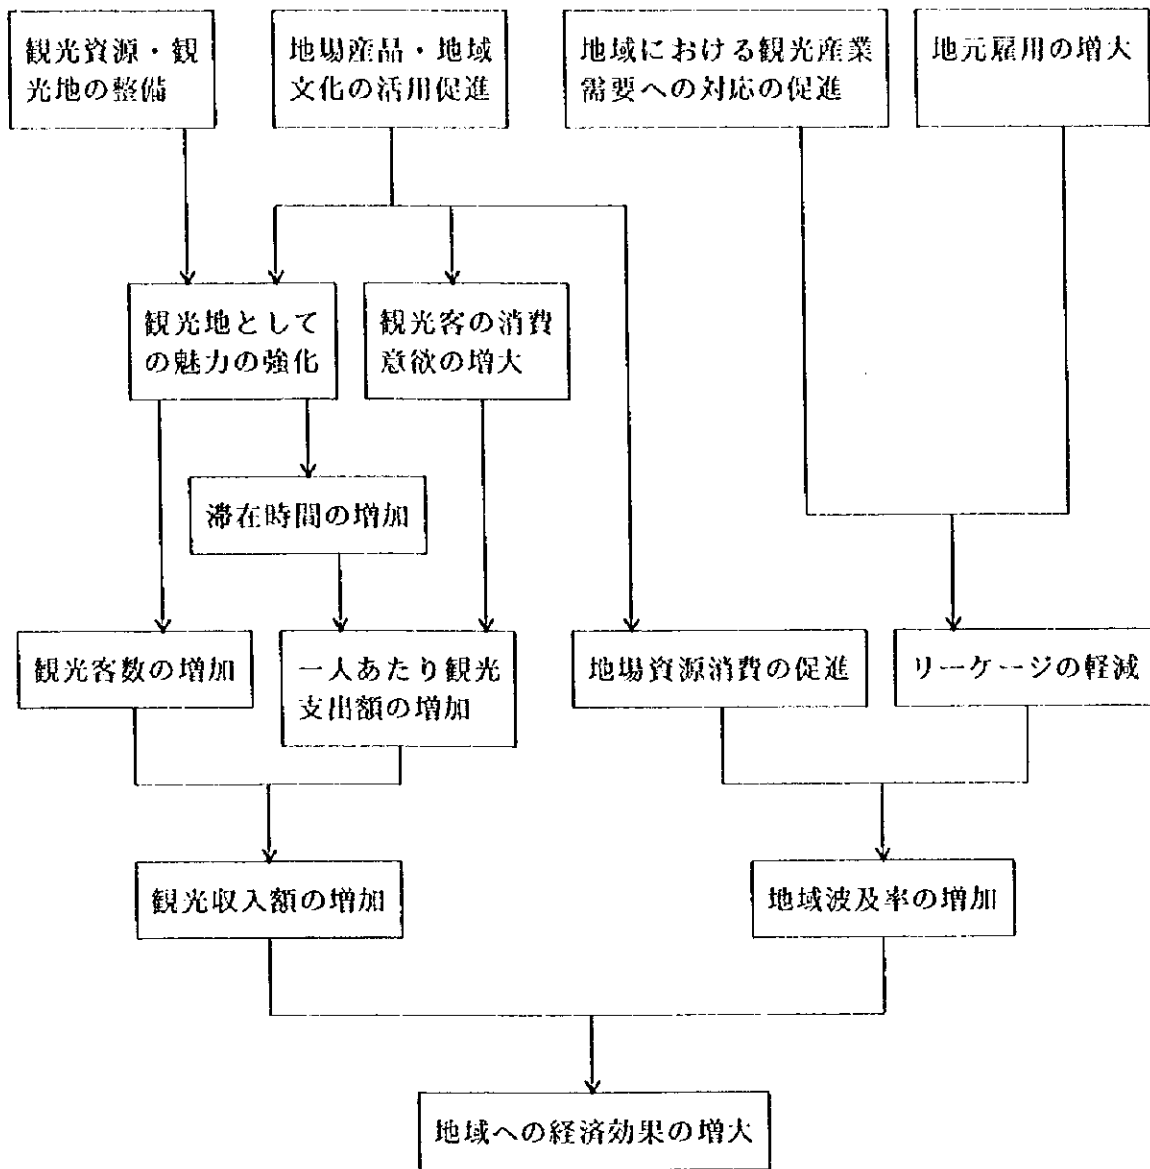 観光資源・観
光地の整備
地場産品・地域
文化の活用促進
地域における観光産業
需要への対応の促進
地元雇用の増大
観光地として
の魅力の強化
観光客の消費
意欲の増大
滞在時間の増加
観光客数の増加
一人あたり観光
支出額の増加
地場資源消費の促進
リーケージの軽減
観光収入額の増加
地域波及率の増加
地域への経済効果の増大